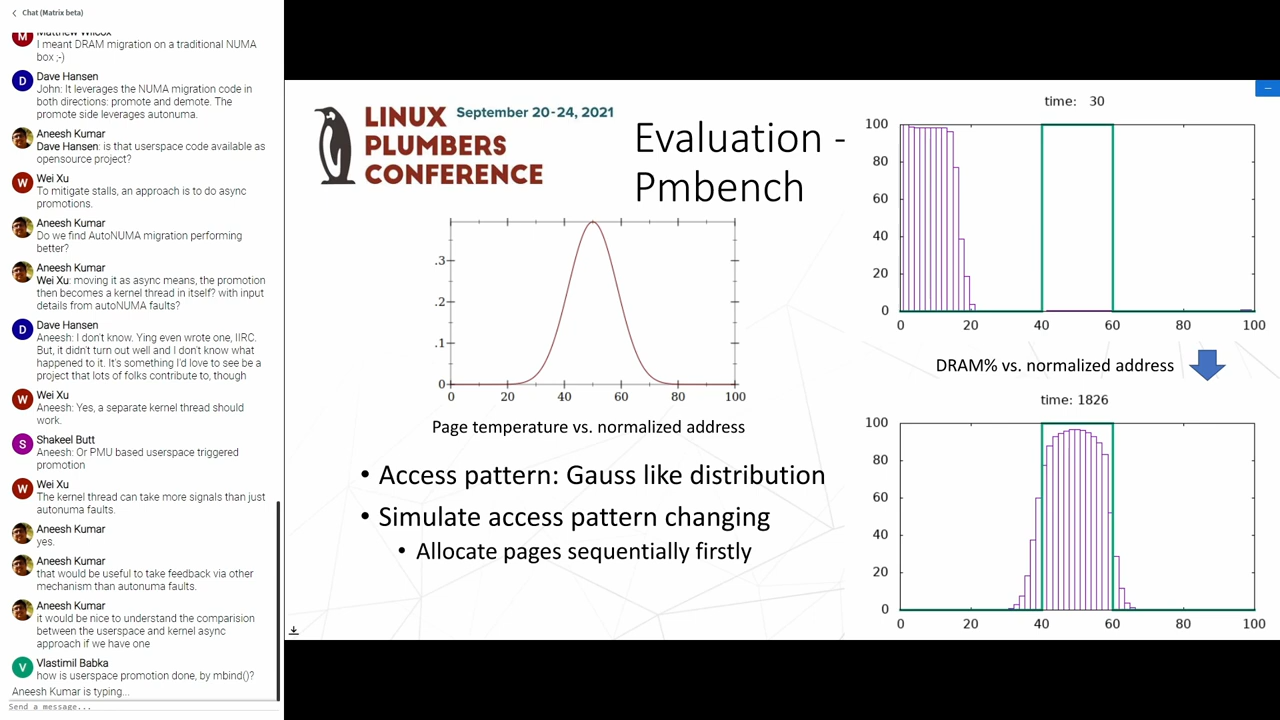 Chat (Matrix beta)
Matthew Wilcox
I meant DRAM migration on a traditional NUMA
box ;-)
Dave Hansen
John: It leverages the NUMA migration code in
both directions: promote and demote. The
promote side leverages autonuma.
Aneesh Kumar
Dave Hansen: is that userspace code available as
opensource project?
Wei Xu
To mitigate stalls, an approach is to do async
promotions.
Aneesh Kumar
Do we find AutoNUMA migration performing
better?
Aneesh Kumar
Wei Xu: moving it as async means, the promotion
then becomes a kernel thread in itself? with input
details from autoNUMA faults?
Dave Hansen
Aneesh: I don't know. Ying even wrote one, IIRC.
But, it didn't turn out well and I don't know what
happened to it. It's something I'd love to see be a
project that lots of folks contribute to, though
Wei Xu
Aneesh: Yes, a separate kernel thread should
work.
Shakeel Butt
Aneesh: Or PMU based userspace triggered
promotion
Wei Xu
The kernel thread can take more signals than just
autonuma faults.
Aneesh Kumar
yes.
Aneesh Kumar
that would be useful to take feedback via other
mechanism than autonuma faults.
Aneesh Kumar
it would be nice to understand the comparision
between the userspace and kernel async
approach if we have one
Vlastimil Babka
how is userspace promotion done, by mbind()?
Aneesh Kumar is typing...
Send a message...
M
D
W
W
D
W
S
W
V
LINUX
PLUMBERS
CONFERENCE
September 20-24, 2021
Evaluation -
Pmbench
.3
.2
.1
0
0 20 40 60 80 100
Page temperature vs. normalized address
• Access pattern: Gauss like distribution
• Simulate access pattern changing
• Allocate pages sequentially firstly
time: 30
100
80
60
40
20
0
0 20 40 60 80 100
DRAM% vs. normalized address
time: 1826
100
80
60
40
20
0
0 20 40 60 80 100